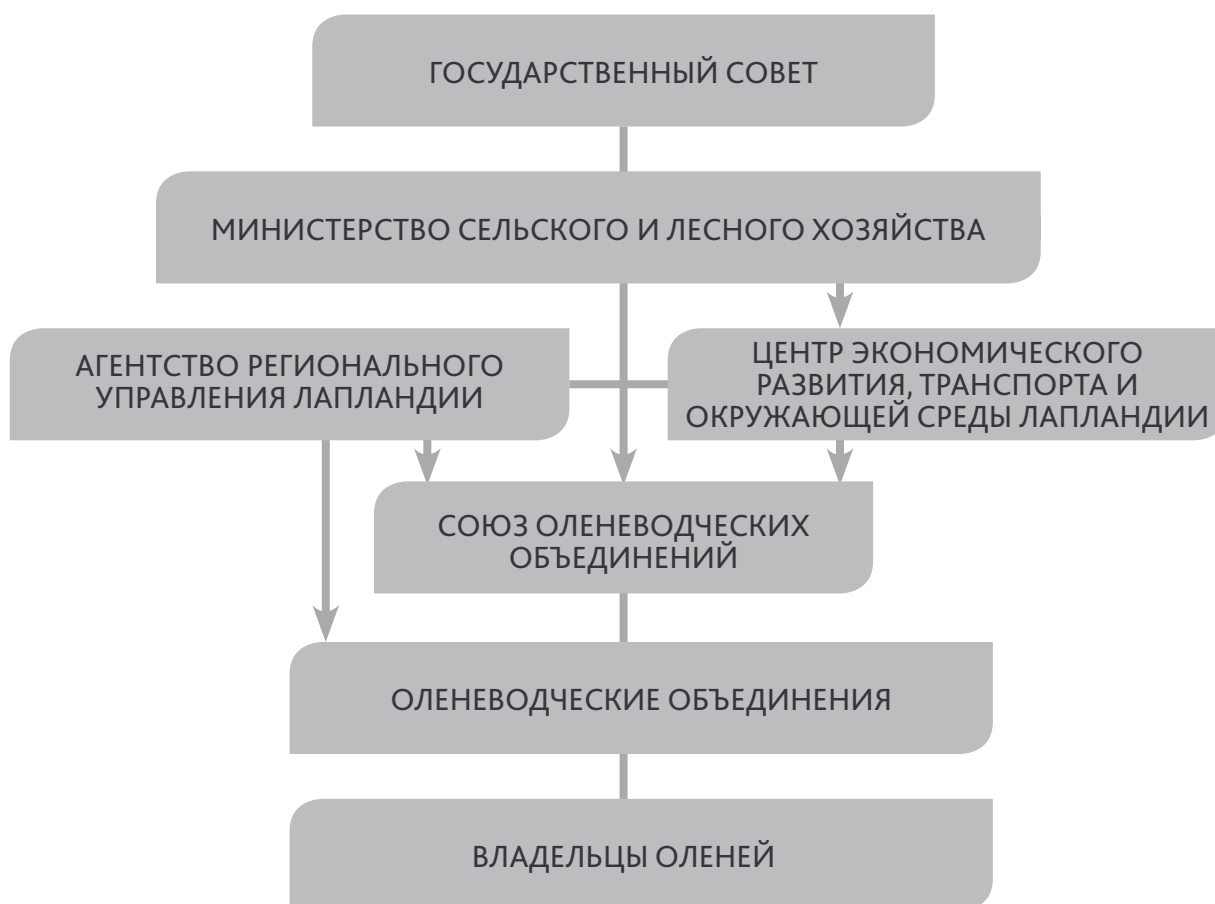 ГОСУДАРСТВЕННЫЙ СОВЕТ
МИНИСТЕРСТВО СЕЛЬСКОГО И ЛЕСНОГО ХОЗЯЙСТВА
АГЕНТСТВО РЕГИОНАЛЬНОГО
УПРАВЛЕНИЯ ЛАПЛАНДИИ
ЦЕНТР ЭКОНОМИЧЕСКОГО
РАЗВИТИЯ, ТРАНСПОРТА И
ОКРУЖАЮЩЕЙ СРЕДЫ ЛАПЛАНДИИ
СОЮЗ ОЛЕНЕВОДЧЕСКИХ
ОБЪЕДИНЕНИЙ
ОЛЕНЕВОДЧЕСКИЕ ОБЪЕДИНЕНИЯ
ВЛАДЕЛЬЦЫ ОЛЕНЕЙ